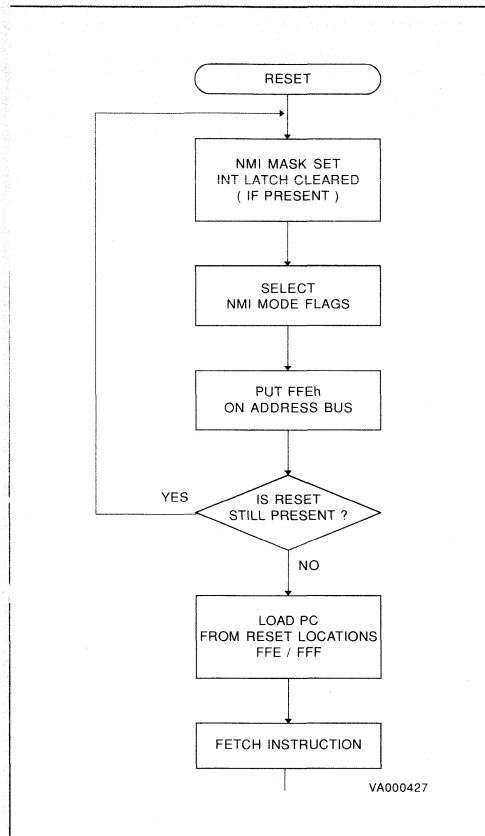 RESET
NMI MASK SET
INT LATCH CLEARED
( IF PRESENT )
SELECT
NMI MODE FLAGS
PUT FFEh
ON ADDRESS BUS
YES
IS RESET
STILL PRESENT ?
NO
LOAD PC
FROM RESET LOCATIONS
FFE / FFF
FETCH INSTRUCTION
VA000427